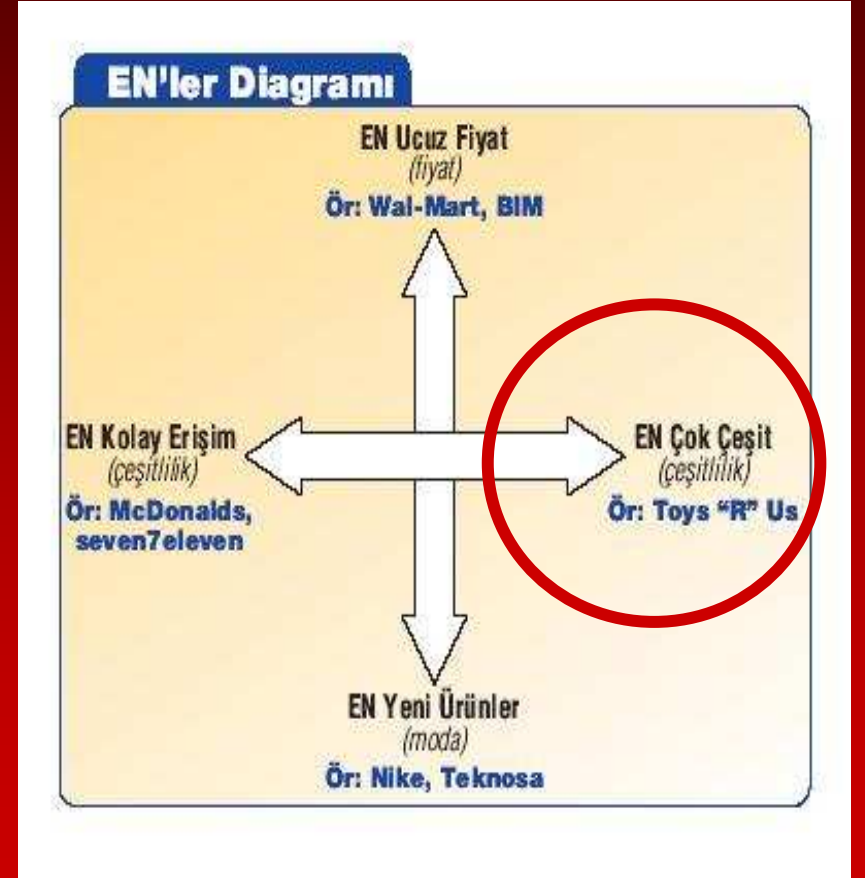 EN'ler Diagramı
EN Ucuz Fiyat
(fiyat)
Ör: Wal-Mart, BIM
EN Kolay Erişim
(çeşitlilik)
Ör: McDonalds,
seven7eleven
EN Çok Çeşit
(çeşitlilik)
Ör: Toys “R” Us
EN Yeni Ürünler
(moda)
Ör: Nike, Teknosa